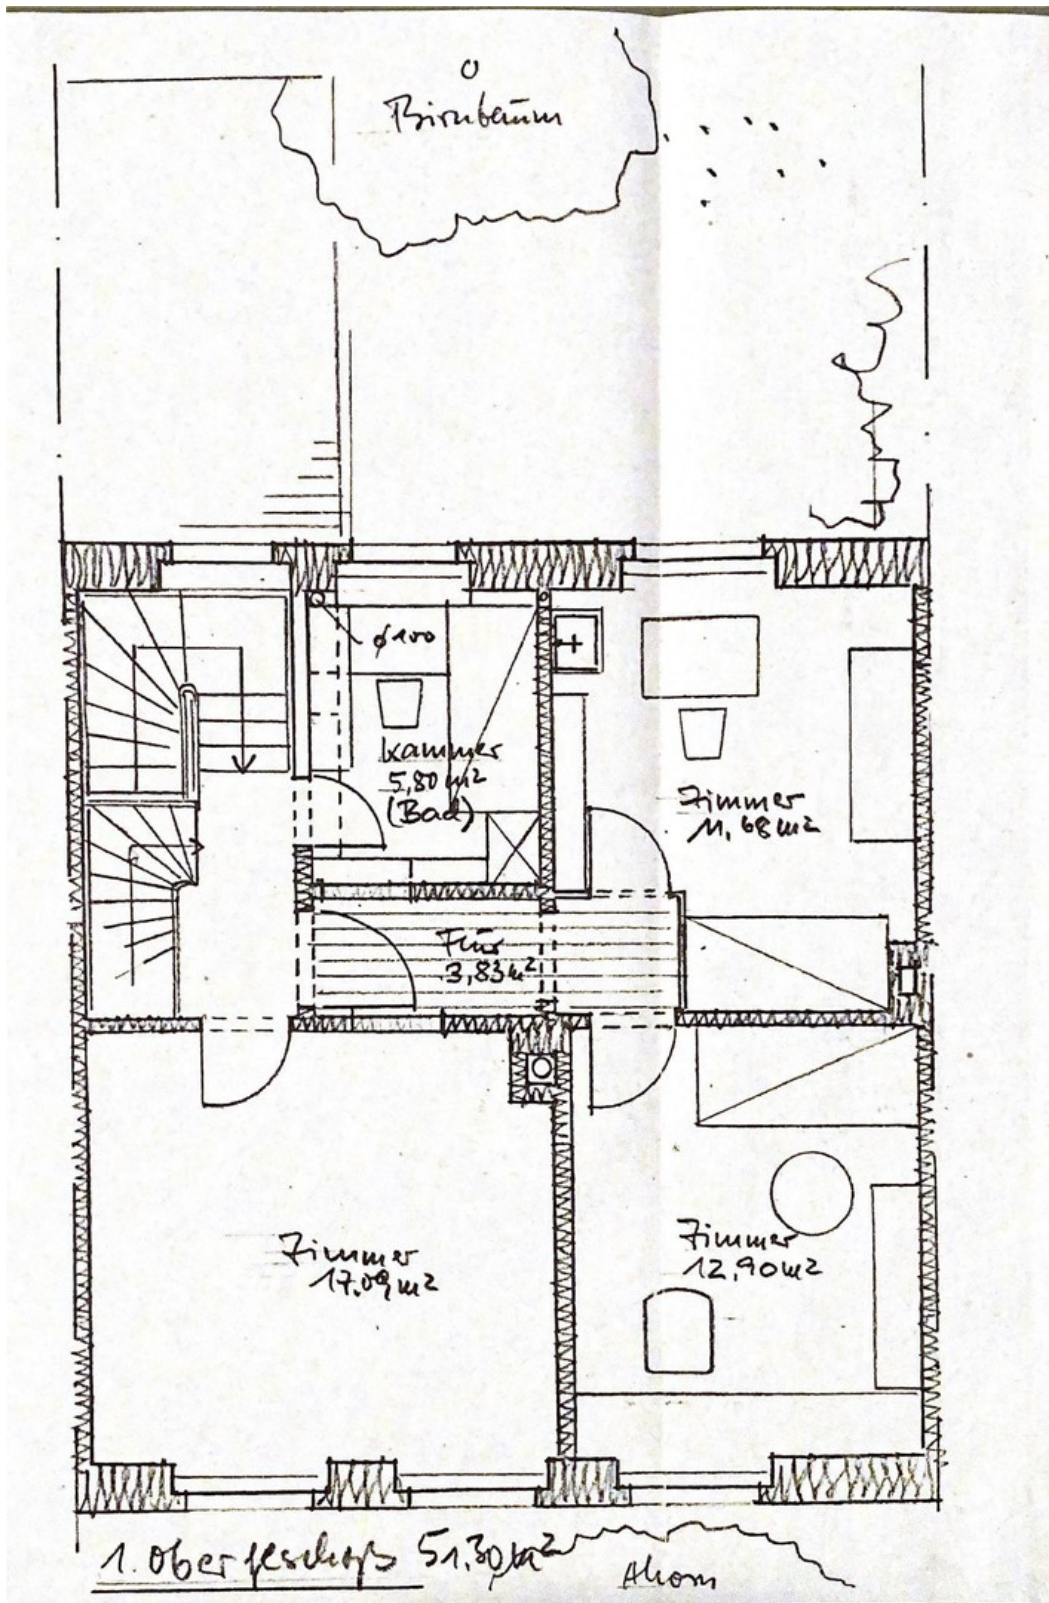 Birnbaum
ø 100
Kammer
5,80 m²
(Bad)
Zimmer
11,68 m²
Flur
3,83 m²
Zimmer
17.09 m²
Zimmer
12,90 m²
1. Obergeschoß 51,30 m²
Ahorn